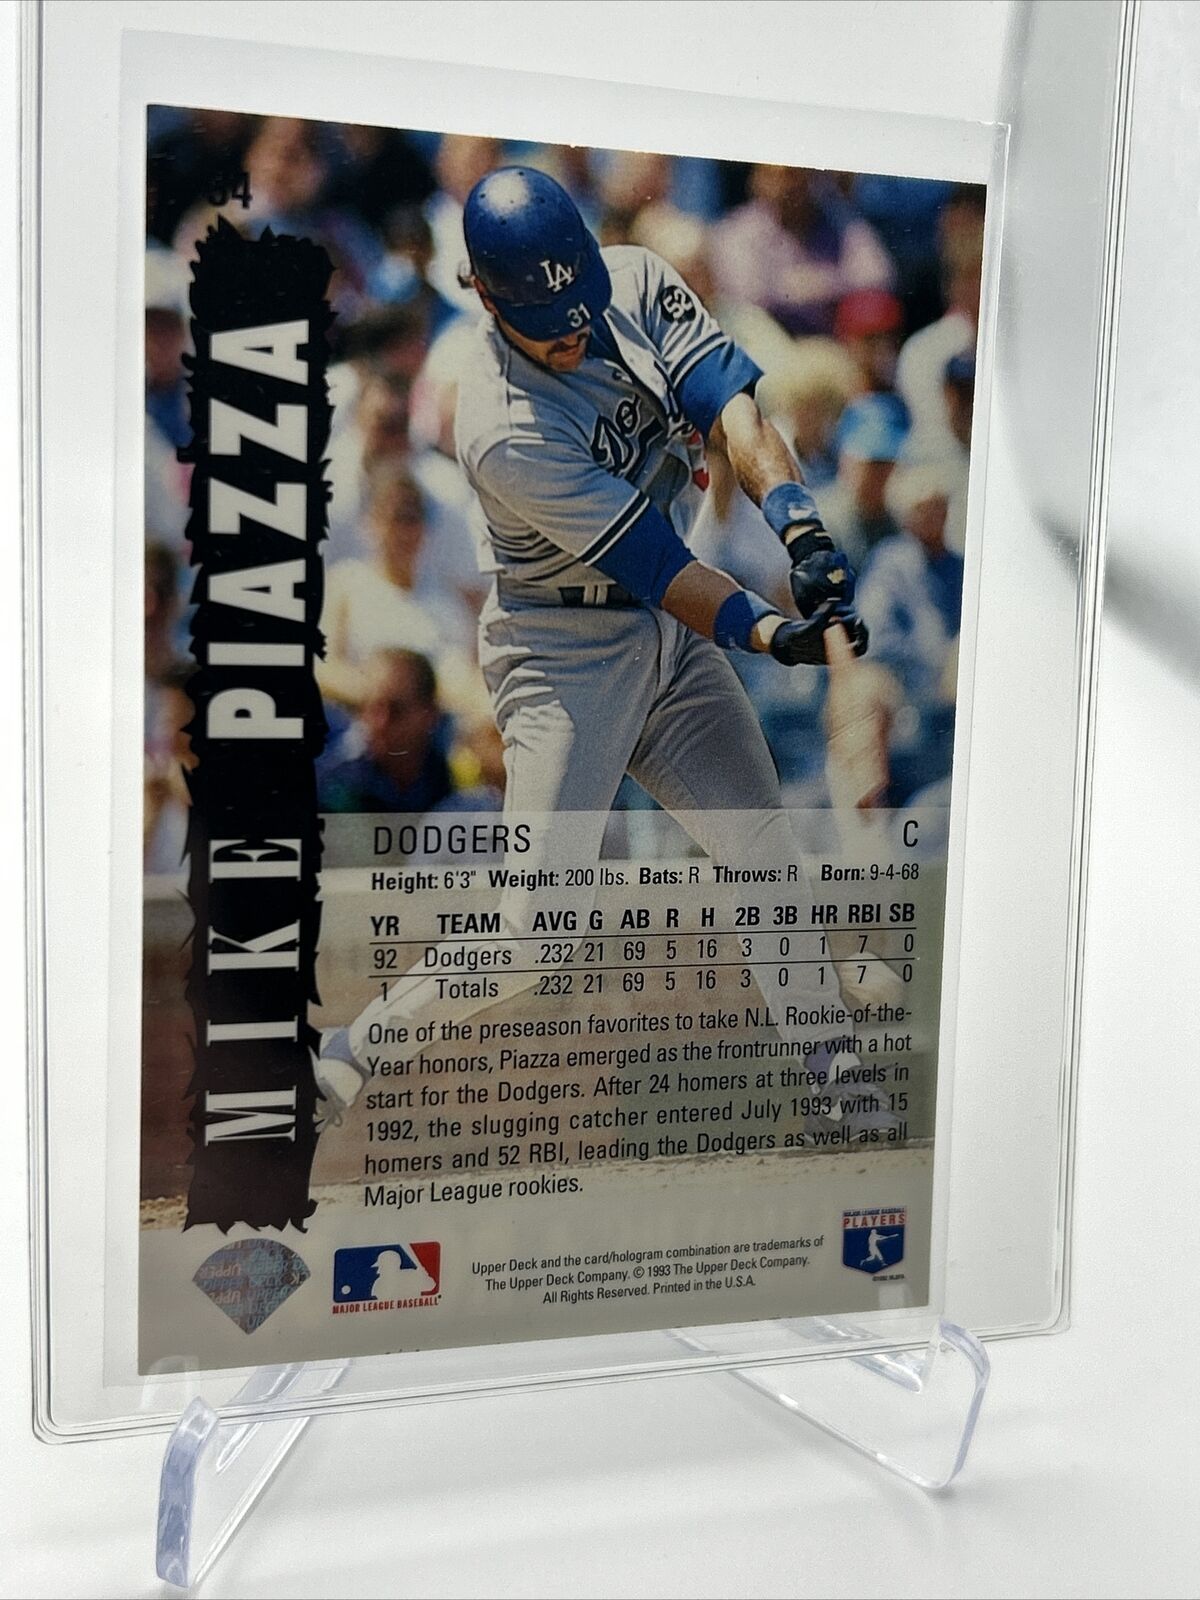 54
MIKE PIAZZA
LA
31
52
Do
DODGERS C
Height: 6'3" Weight: 200 lbs. Bats: R Throws: R Born: 9-4-68
YR TEAM AVG G AB R H 2B 3B HR RBI SB
92 Dodgers .232 21 69 5 16 3 0 1 7 0
1 Totals .232 21 69 5 16 3 0 1 7 0
One of the preseason favorites to take N.L. Rookie-of-the-
Year honors, Piazza emerged as the frontrunner with a hot
start for the Dodgers. After 24 homers at three levels in
1992, the slugging catcher entered July 1993 with 15
homers and 52 RBI, leading the Dodgers as well as all
Major League rookies.
MAJOR LEAGUE BASEBALL
Upper Deck and the card/hologram combination are trademarks of
The Upper Deck Company. © 1993 The Upper Deck Company.
All Rights Reserved. Printed in the U.S.A.
MAJOR LEAGUE BASEBALL
PLAYERS